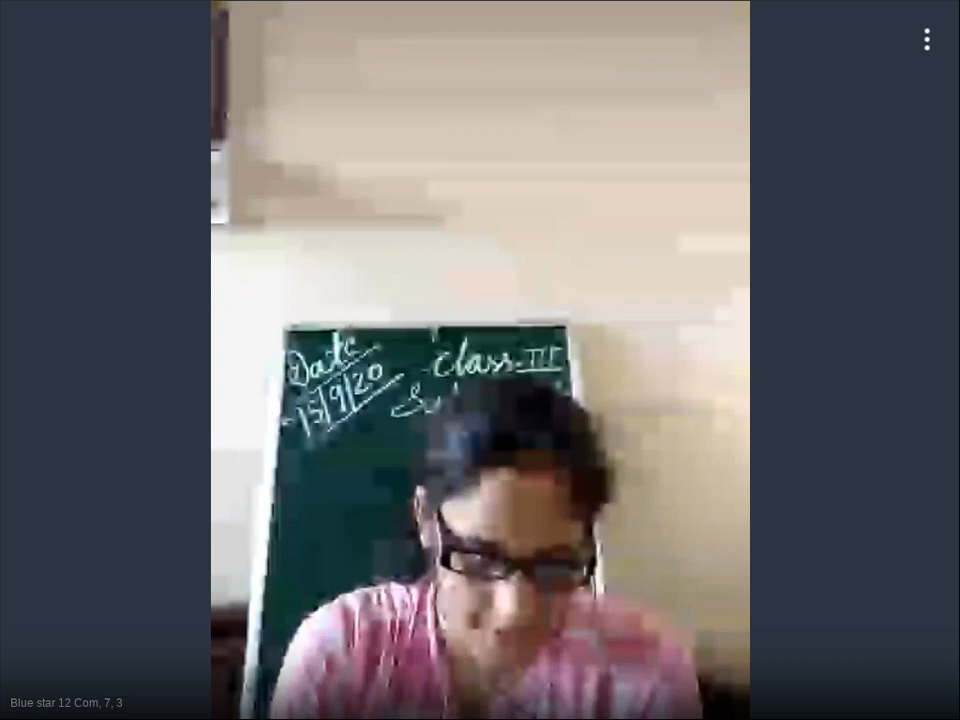 Date
15/9/20
Class-III
Blue star 12 Com, 7, 3